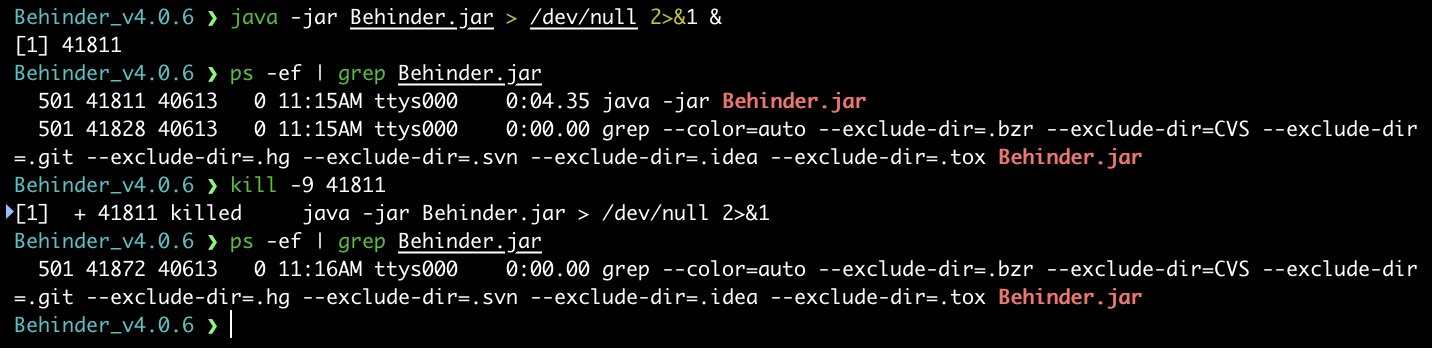 Behinder_v4.0.6 ❯ java -jar Behinder.jar > /dev/null 2>&1 &
[1] 41811
Behinder_v4.0.6 ❯ ps -ef | grep Behinder.jar
  501 41811 40613   0 11:15AM ttys000    0:04.35 java -jar Behinder.jar
  501 41828 40613   0 11:15AM ttys000    0:00.00 grep --color=auto --exclude-dir=.bzr --exclude-dir=CVS --exclude-dir
=.git --exclude-dir=.hg --exclude-dir=.svn --exclude-dir=.idea --exclude-dir=.tox Behinder.jar
Behinder_v4.0.6 ❯ kill -9 41811
[1]  + 41811 killed     java -jar Behinder.jar > /dev/null 2>&1
Behinder_v4.0.6 ❯ ps -ef | grep Behinder.jar
  501 41872 40613   0 11:16AM ttys000    0:00.00 grep --color=auto --exclude-dir=.bzr --exclude-dir=CVS --exclude-dir
=.git --exclude-dir=.hg --exclude-dir=.svn --exclude-dir=.idea --exclude-dir=.tox Behinder.jar
Behinder_v4.0.6 ❯